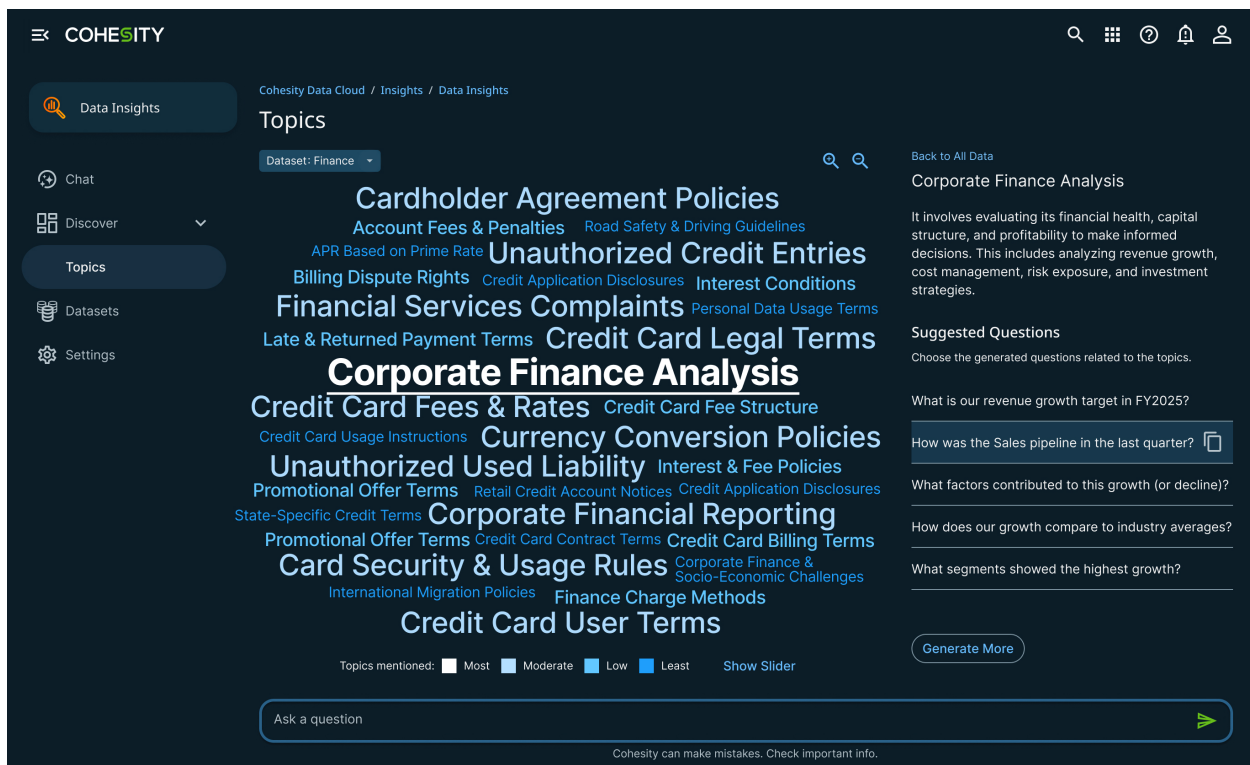 COHESITY
Data Insights
Chat
Discover
Topics
Datasets
Settings
Cohesity Data Cloud / Insights / Data Insights
Topics
Dataset: Finance
Cardholder Agreement Policies
Account Fees & Penalties Road Safety & Driving Guidelines
APR Based on Prime Rate Unauthorized Credit Entries
Billing Dispute Rights Credit Application Disclosures Interest Conditions
Financial Services Complaints Personal Data Usage Terms
Late & Returned Payment Terms Credit Card Legal Terms
Corporate Finance Analysis
Credit Card Fees & Rates Credit Card Fee Structure
Credit Card Usage Instructions Currency Conversion Policies
Unauthorized Used Liability Interest & Fee Policies
Promotional Offer Terms Retail Credit Account Notices Credit Application Disclosures
State-Specific Credit Terms Corporate Financial Reporting
Promotional Offer Terms Credit Card Contract Terms Credit Card Billing Terms
Card Security & Usage Rules Corporate Finance &
Socio-Economic Challenges
International Migration Policies Finance Charge Methods
Credit Card User Terms
Topics mentioned: Most Moderate Low Least Show Slider
Back to All Data
Corporate Finance Analysis
It involves evaluating its financial health, capital
structure, and profitability to make informed
decisions. This includes analyzing revenue growth,
cost management, risk exposure, and investment
strategies.
Suggested Questions
Choose the generated questions related to the topics.
What is our revenue growth target in FY2025?
How was the Sales pipeline in the last quarter?
What factors contributed to this growth (or decline)?
How does our growth compare to industry averages?
What segments showed the highest growth?
Generate More
Ask a question
Cohesity can make mistakes. Check important info.